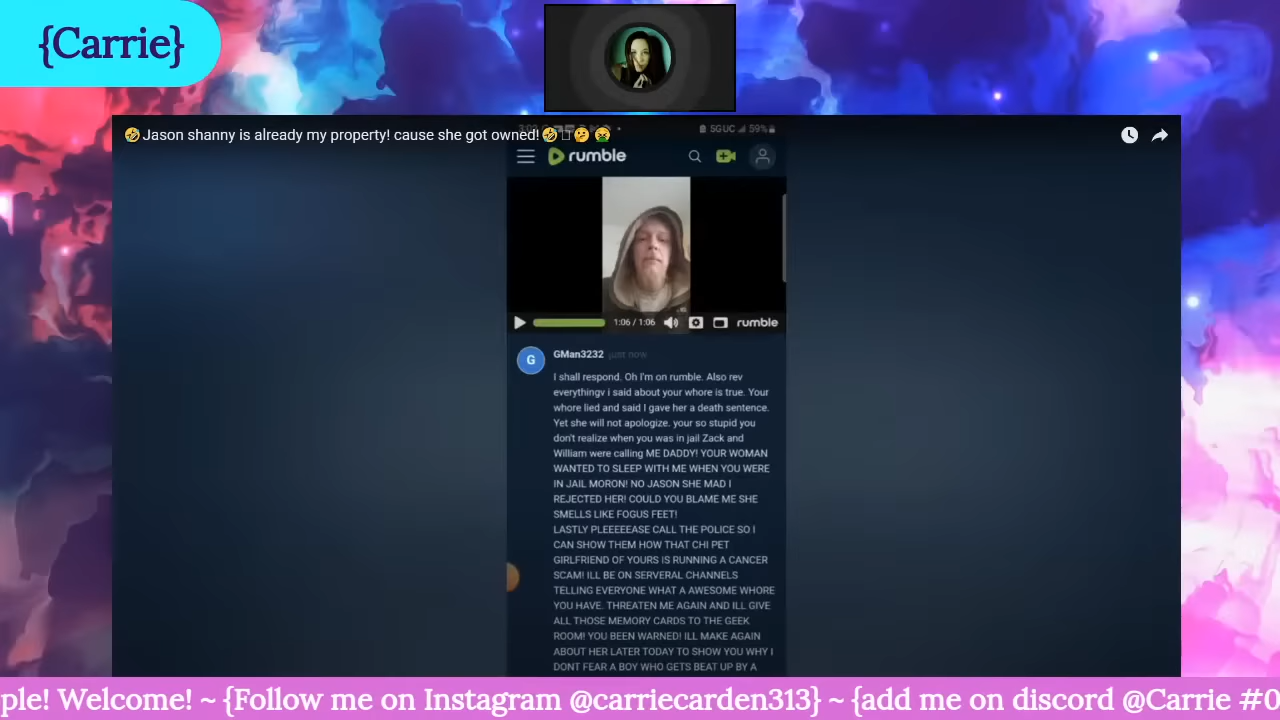 {Carrie}
🤣Jason shanny is already my property! cause she got owned!🤣□🤔🤮
5GUC 59%
rumble
1:06 / 1:06
rumble
G
GMan3232 just now
I shall respond. Oh I'm on rumble. Also rev
everythingv i said about your whore is true. Your
whore lied and said I gave her a death sentence.
Yet she will not apologize. your so stupid you
don't realize when you was in jail Zack and
William were calling ME DADDY! YOUR WOMAN
WANTED TO SLEEP WITH ME WHEN YOU WERE
IN JAIL MORON! NO JASON SHE MAD I
REJECTED HER! COULD YOU BLAME ME SHE
SMELLS LIKE FOGUS FEET!
LASTLY PLEEEEEASE CALL THE POLICE SO I
CAN SHOW THEM HOW THAT CHI PET
GIRLFRIEND OF YOURS IS RUNNING A CANCER
SCAM! ILL BE ON SERVERAL CHANNELS
TELLING EVERYONE WHAT A AWESOME WHORE
YOU HAVE. THREATEN ME AGAIN AND ILL GIVE
ALL THOSE MEMORY CARDS TO THE GEEK
ROOM! YOU BEEN WARNED! ILL MAKE AGAIN
ABOUT HER LATER TODAY TO SHOW YOU WHY I
DONT FEAR A BOY WHO GETS BEAT UP BY A
ple! Welcome! ~ {Follow me on Instagram @carriecarden313} ~ {add me on discord @Carrie #0